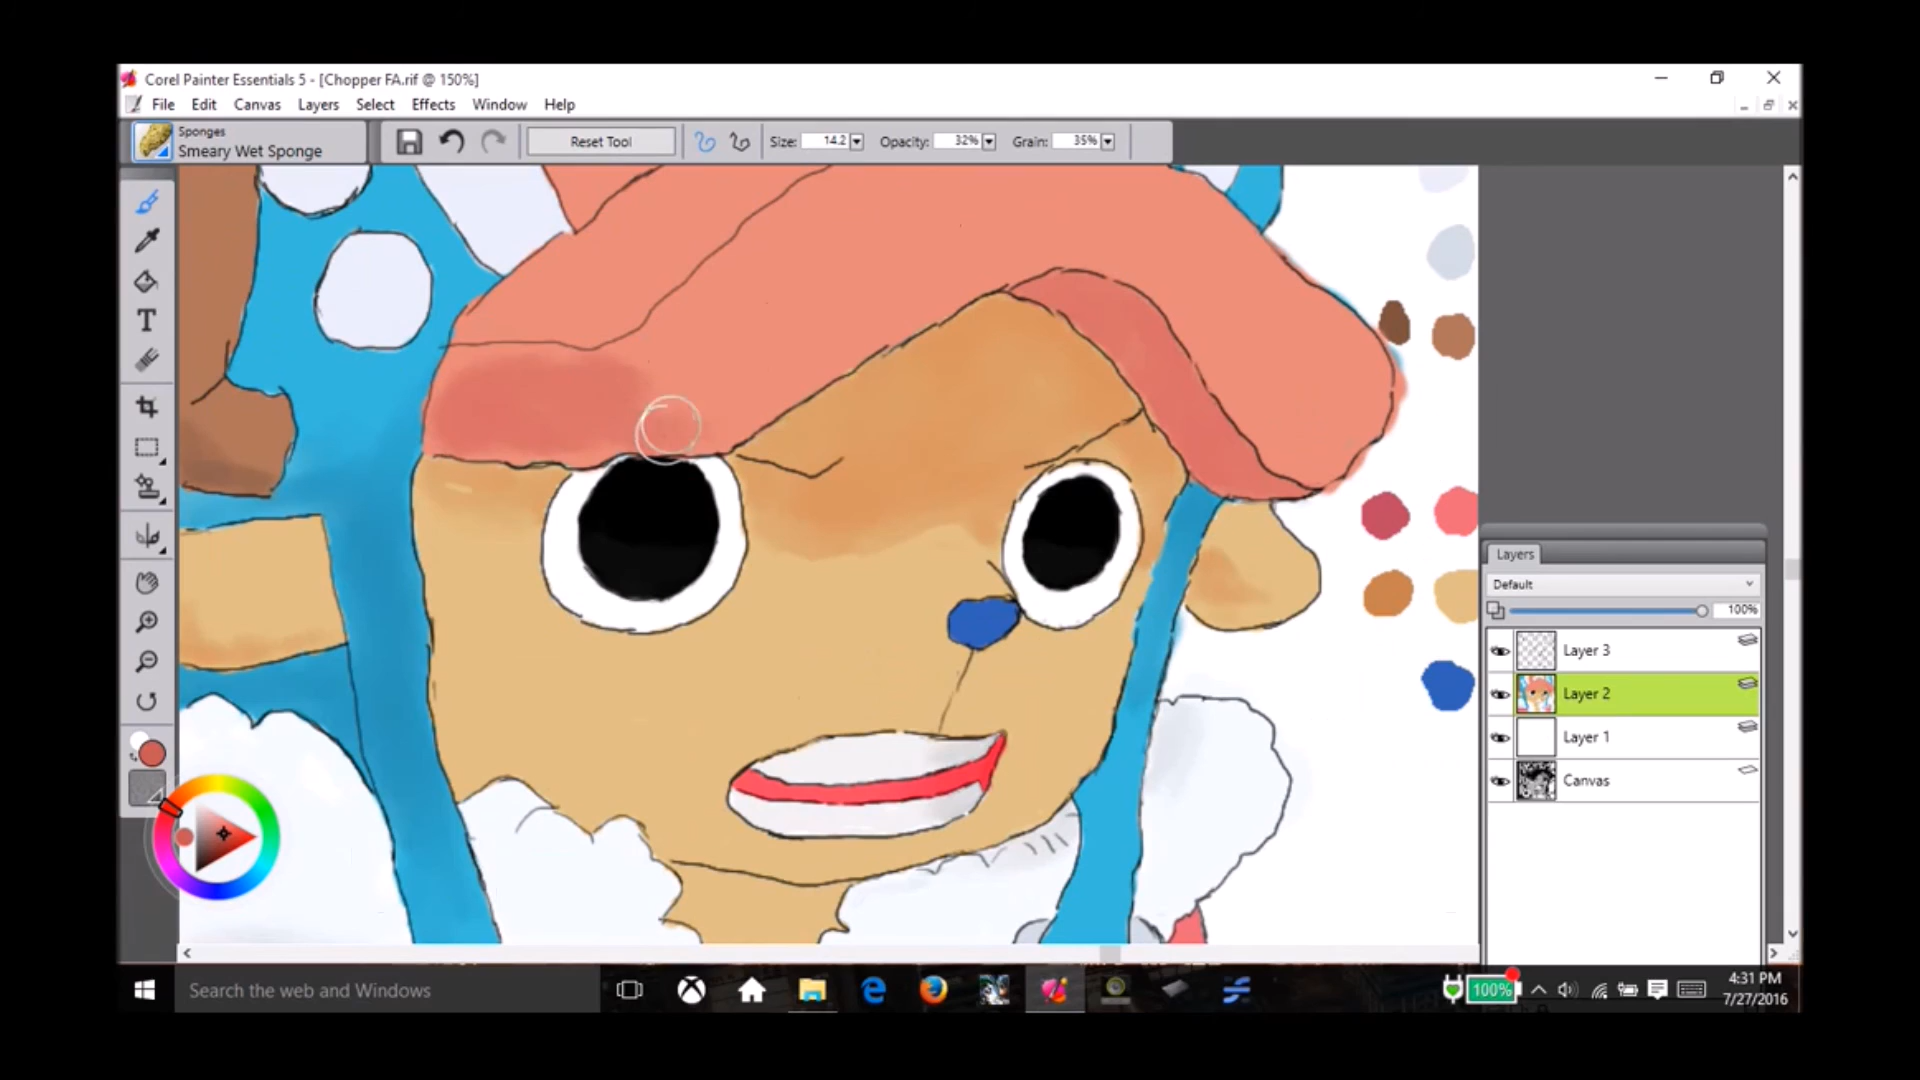 Corel Painter Essentials 5 - [Chopper FA.rif @ 150%]
File Edit Canvas Layers Select Effects Window Help
Sponges
Smeary Wet Sponge
Reset Tool
Size: 14.2 Opacity: 32% Grain: 35%
T
Layers
Default
100%
Layer 3
Layer 2
Layer 1
Canvas
Search the web and Windows
100%
4:31 PM
7/27/2016